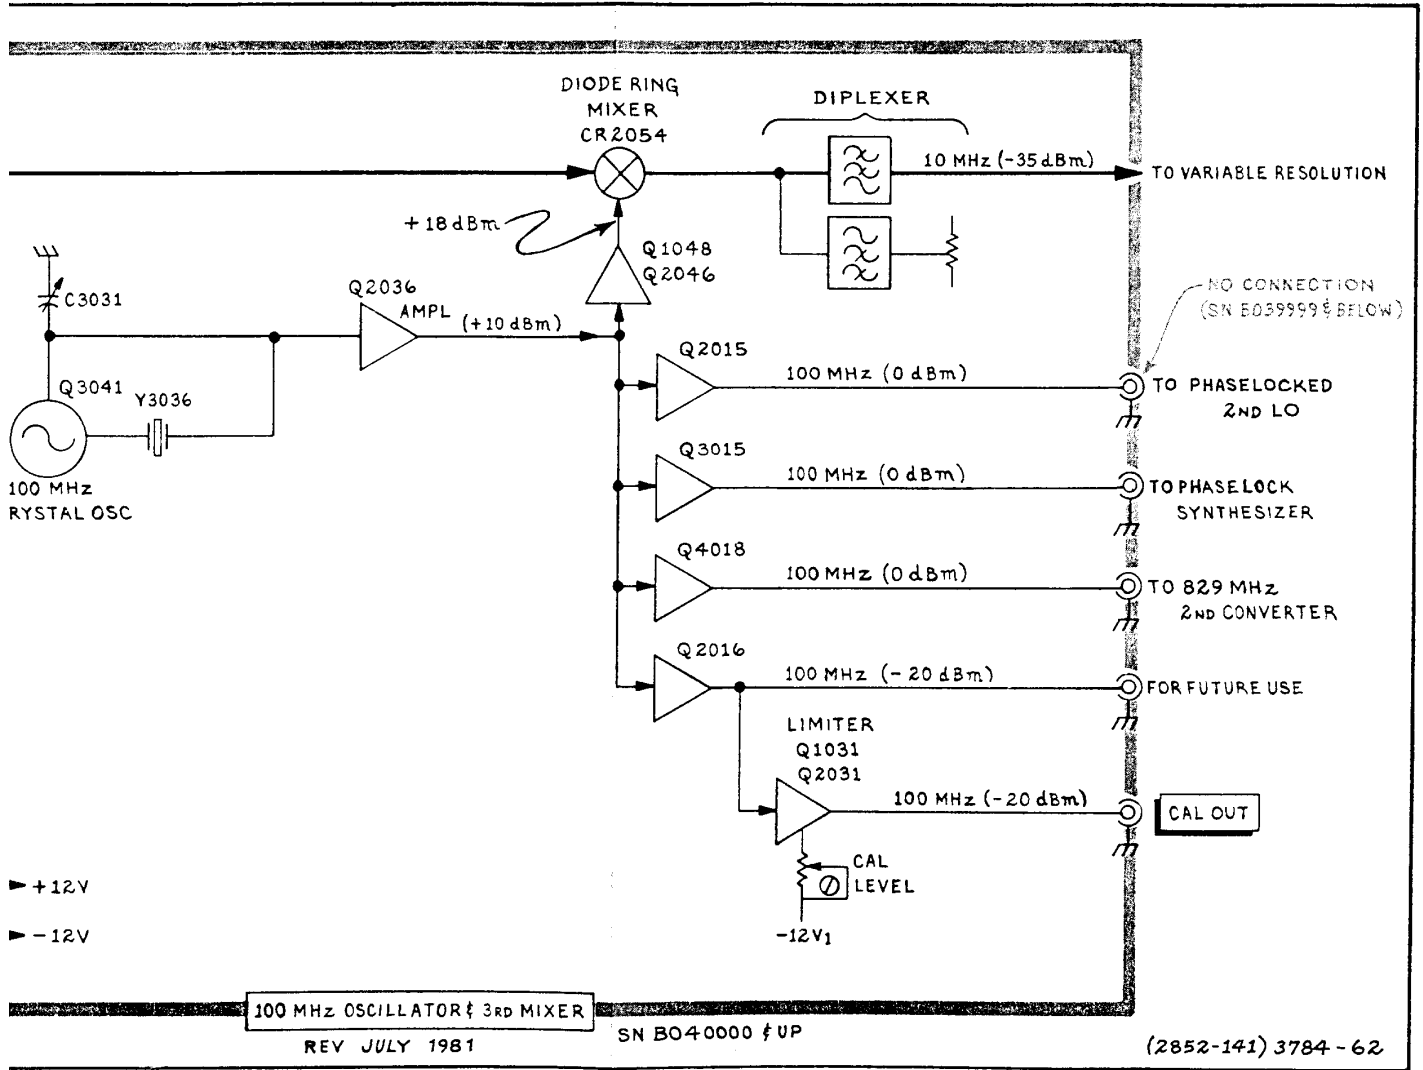 DIODE RING
MIXER
CR2054
DIPLEXER
10 MHz (-35 dBm)
TO VARIABLE RESOLUTION
+18 dBm
Q1048
Q2046
C3031
Q2036
AMPL
(+10 dBm)
NO CONNECTION
(SN B039999 & BELOW)
Q2015
100 MHz (0 dBm)
TO PHASELOCKED
2ND LO
Q3041
Y3036
100 MHz
RYSTAL OSC
Q3015
100 MHz (0 dBm)
TO PHASELOCK
SYNTHESIZER
Q4018
100 MHz (0 dBm)
TO 829 MHz
2ND CONVERTER
Q2016
100 MHz (-20 dBm)
FOR FUTURE USE
LIMITER
Q1031
Q2031
100 MHz (-20 dBm)
CAL OUT
CAL
LEVEL
-12V1
+12V
-12V
100 MHz OSCILLATOR & 3RD MIXER
REV JULY 1981
SN B040000 & UP
(2852-141) 3784-62